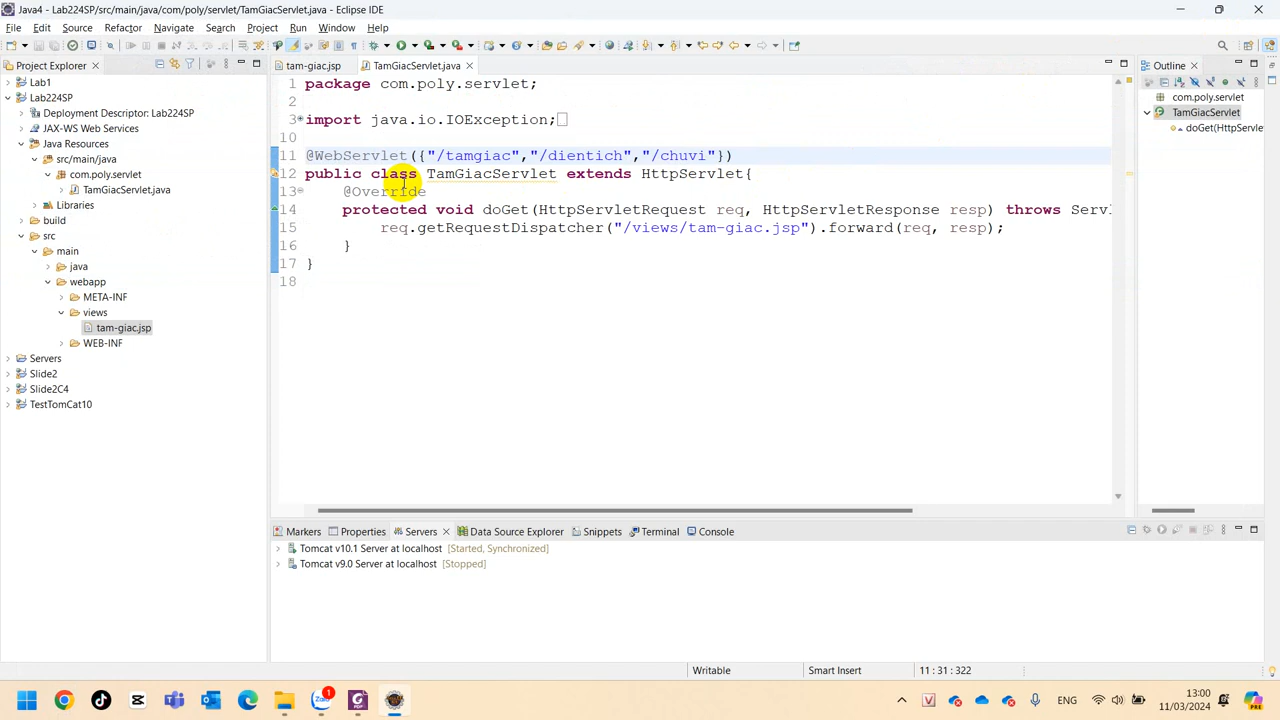 Java4 - Lab224SP/src/main/java/com/poly/servlet/TamGiacServlet.java - Eclipse IDE
File Edit Source Refactor Navigate Search Project Run Window Help
Project Explorer
tam-giac.jsp
TamGiacServlet.java
Outline
Lab1
Lab224SP
Deployment Descriptor: Lab224SP
JAX-WS Web Services
Java Resources
src/main/java
com.poly.servlet
TamGiacServlet.java
Libraries
build
src
main
java
webapp
META-INF
views
tam-giac.jsp
WEB-INF
Servers
Slide2
Slide2C4
TestTomCat10
1 package com.poly.servlet;
2
3 import java.io.IOException;
10
11 @WebServlet({"/tamgiac","/dientich","/chuvi"})
12 public class TamGiacServlet extends HttpServlet{
13 @Override
14 protected void doGet(HttpServletRequest req, HttpServletResponse resp) throws Servl
15 req.getRequestDispatcher("/views/tam-giac.jsp").forward(req, resp);
16 }
17 }
18
com.poly.servlet
TamGiacServlet
doGet(HttpServle
Markers Properties Servers Data Source Explorer Snippets Terminal Console
Tomcat v10.1 Server at localhost [Started, Synchronized]
Tomcat v9.0 Server at localhost [Stopped]
Writable Smart Insert 11 : 31 : 322
1
ENG
13:00
11/03/2024
PRE